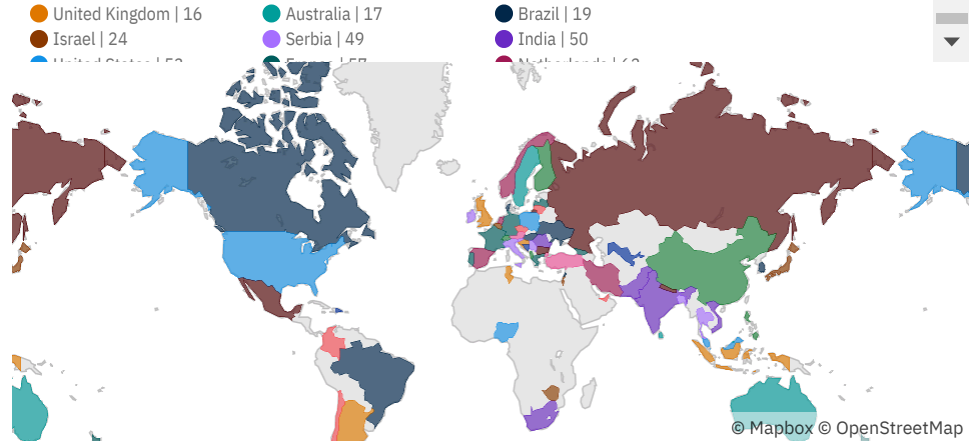 United Kingdom | 16 Australia | 17 Brazil | 19
Israel | 24 Serbia | 49 India | 50
© Mapbox © OpenStreetMap